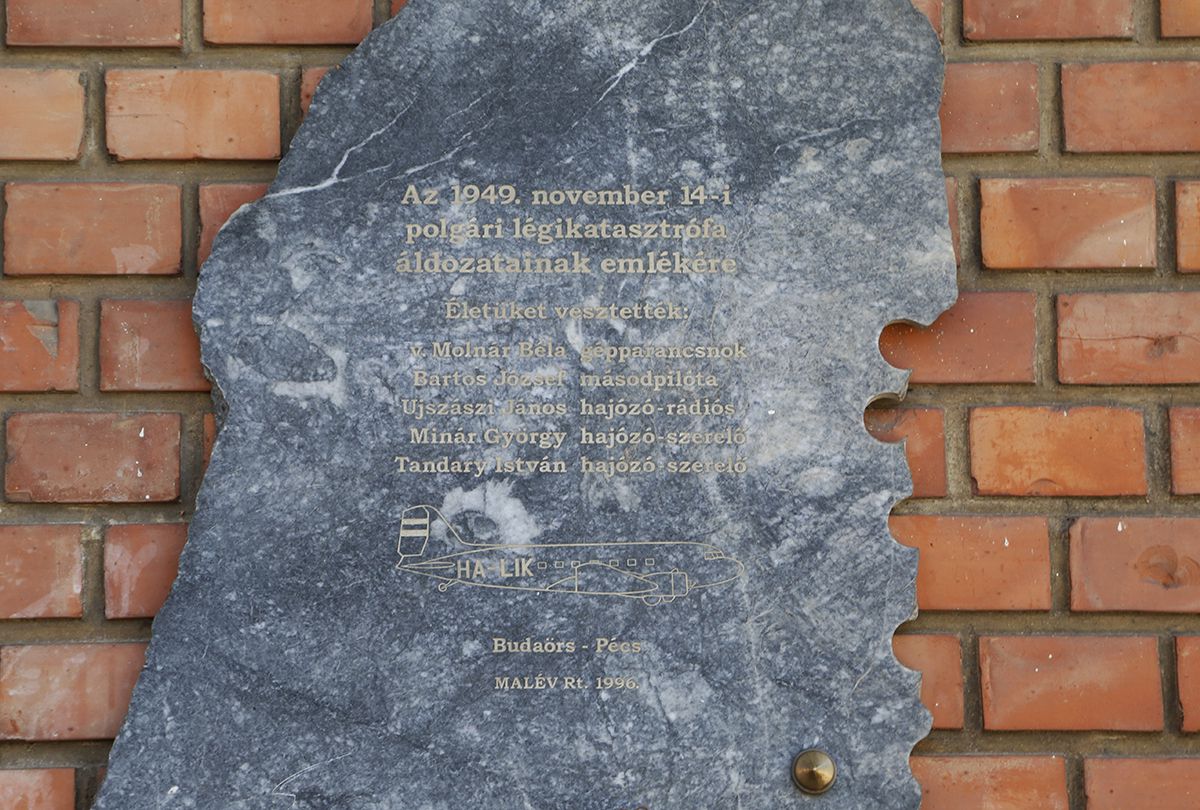 Az 1949. november 14-i
polgári légikatasztrófa
áldozatainak emlékére
Életüket vesztették:
v. Molnár Béla gépparancsnok
Bartos József másodpilóta
Ujszászi János hajózó-rádiós
Minár György hajózó-szerelő
Tandary István hajózó-szerelő
HA-LIK
Budaörs - Pécs
MALÉV Rt. 1996.